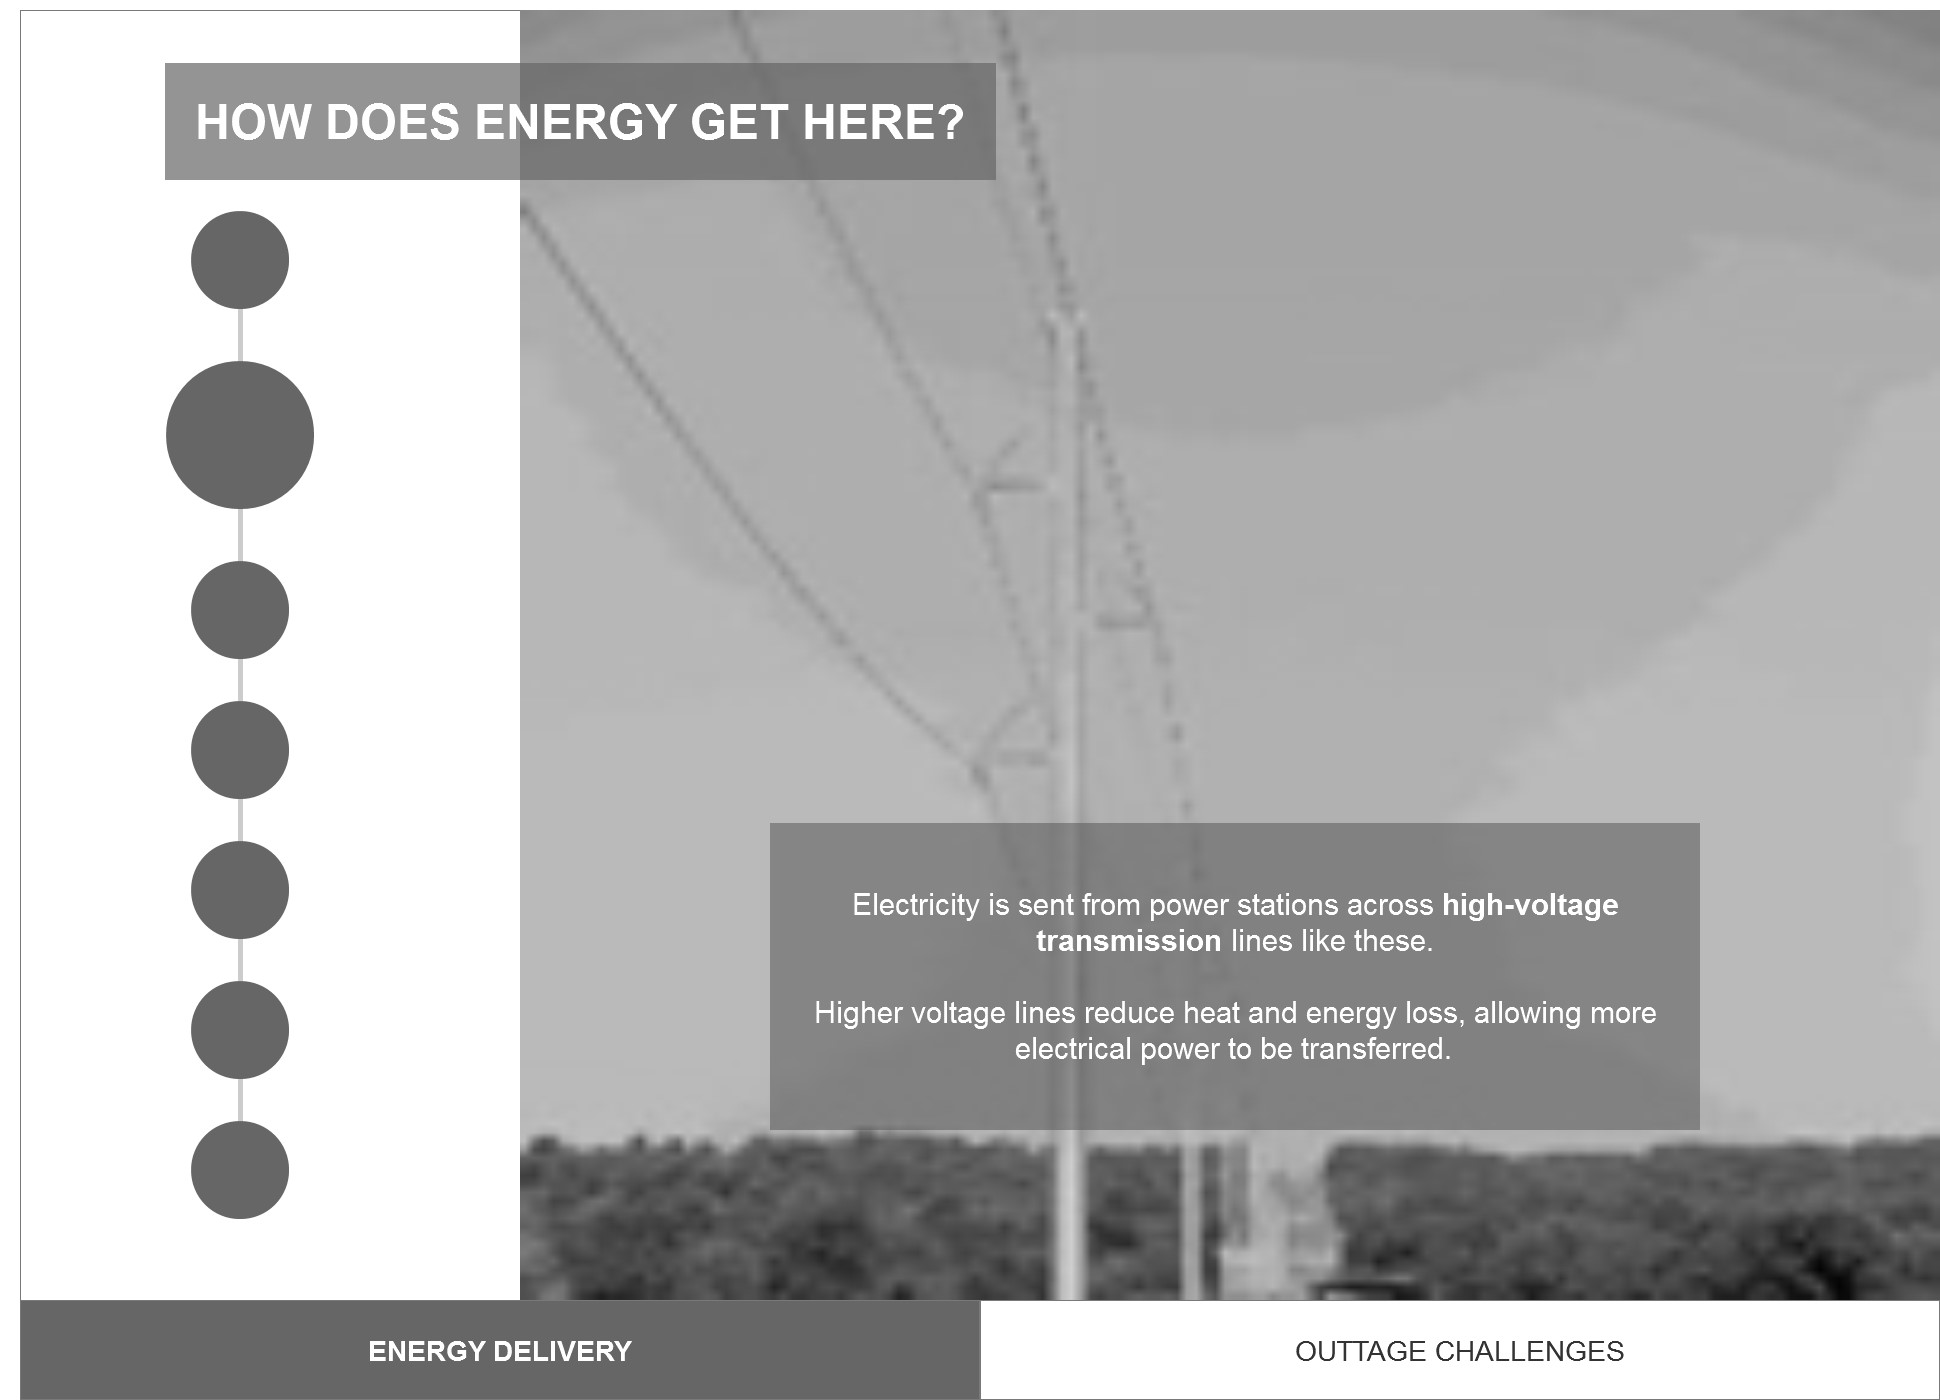 HOW DOES ENERGY GET HERE?
Electricity is sent from power stations across high-voltage
transmission lines like these.
Higher voltage lines reduce heat and energy loss, allowing more
electrical power to be transferred.
ENERGY DELIVERY
OUTTAGE CHALLENGES